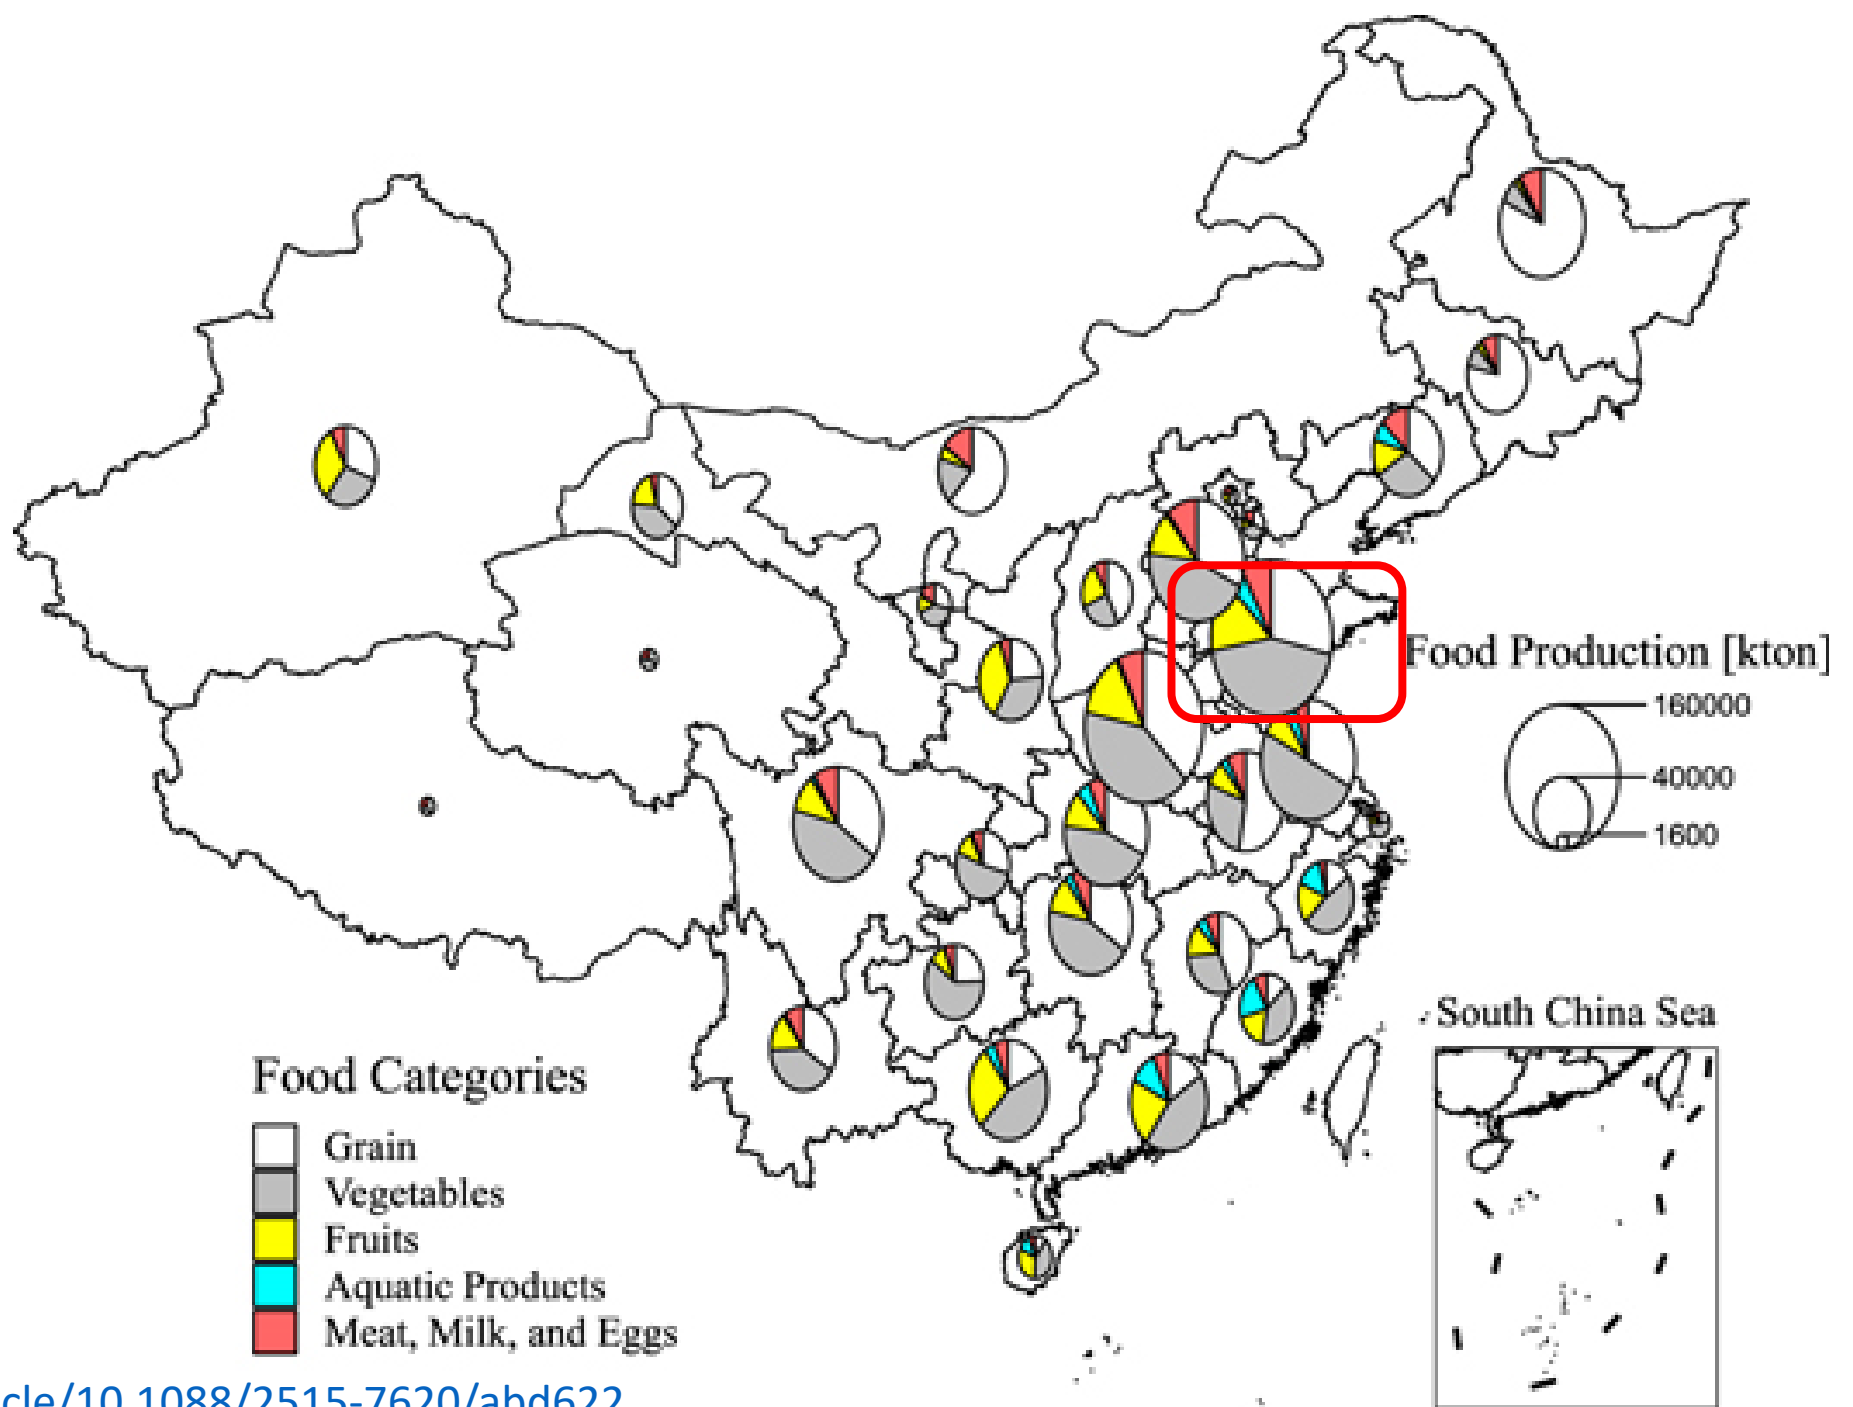 Food Production [kton]
160000
40000
1600
South China Sea
Food Categories
Grain
Vegetables
Fruits
Aquatic Products
Meat, Milk, and Eggs
cle/10.1088/2515-7620/abd622